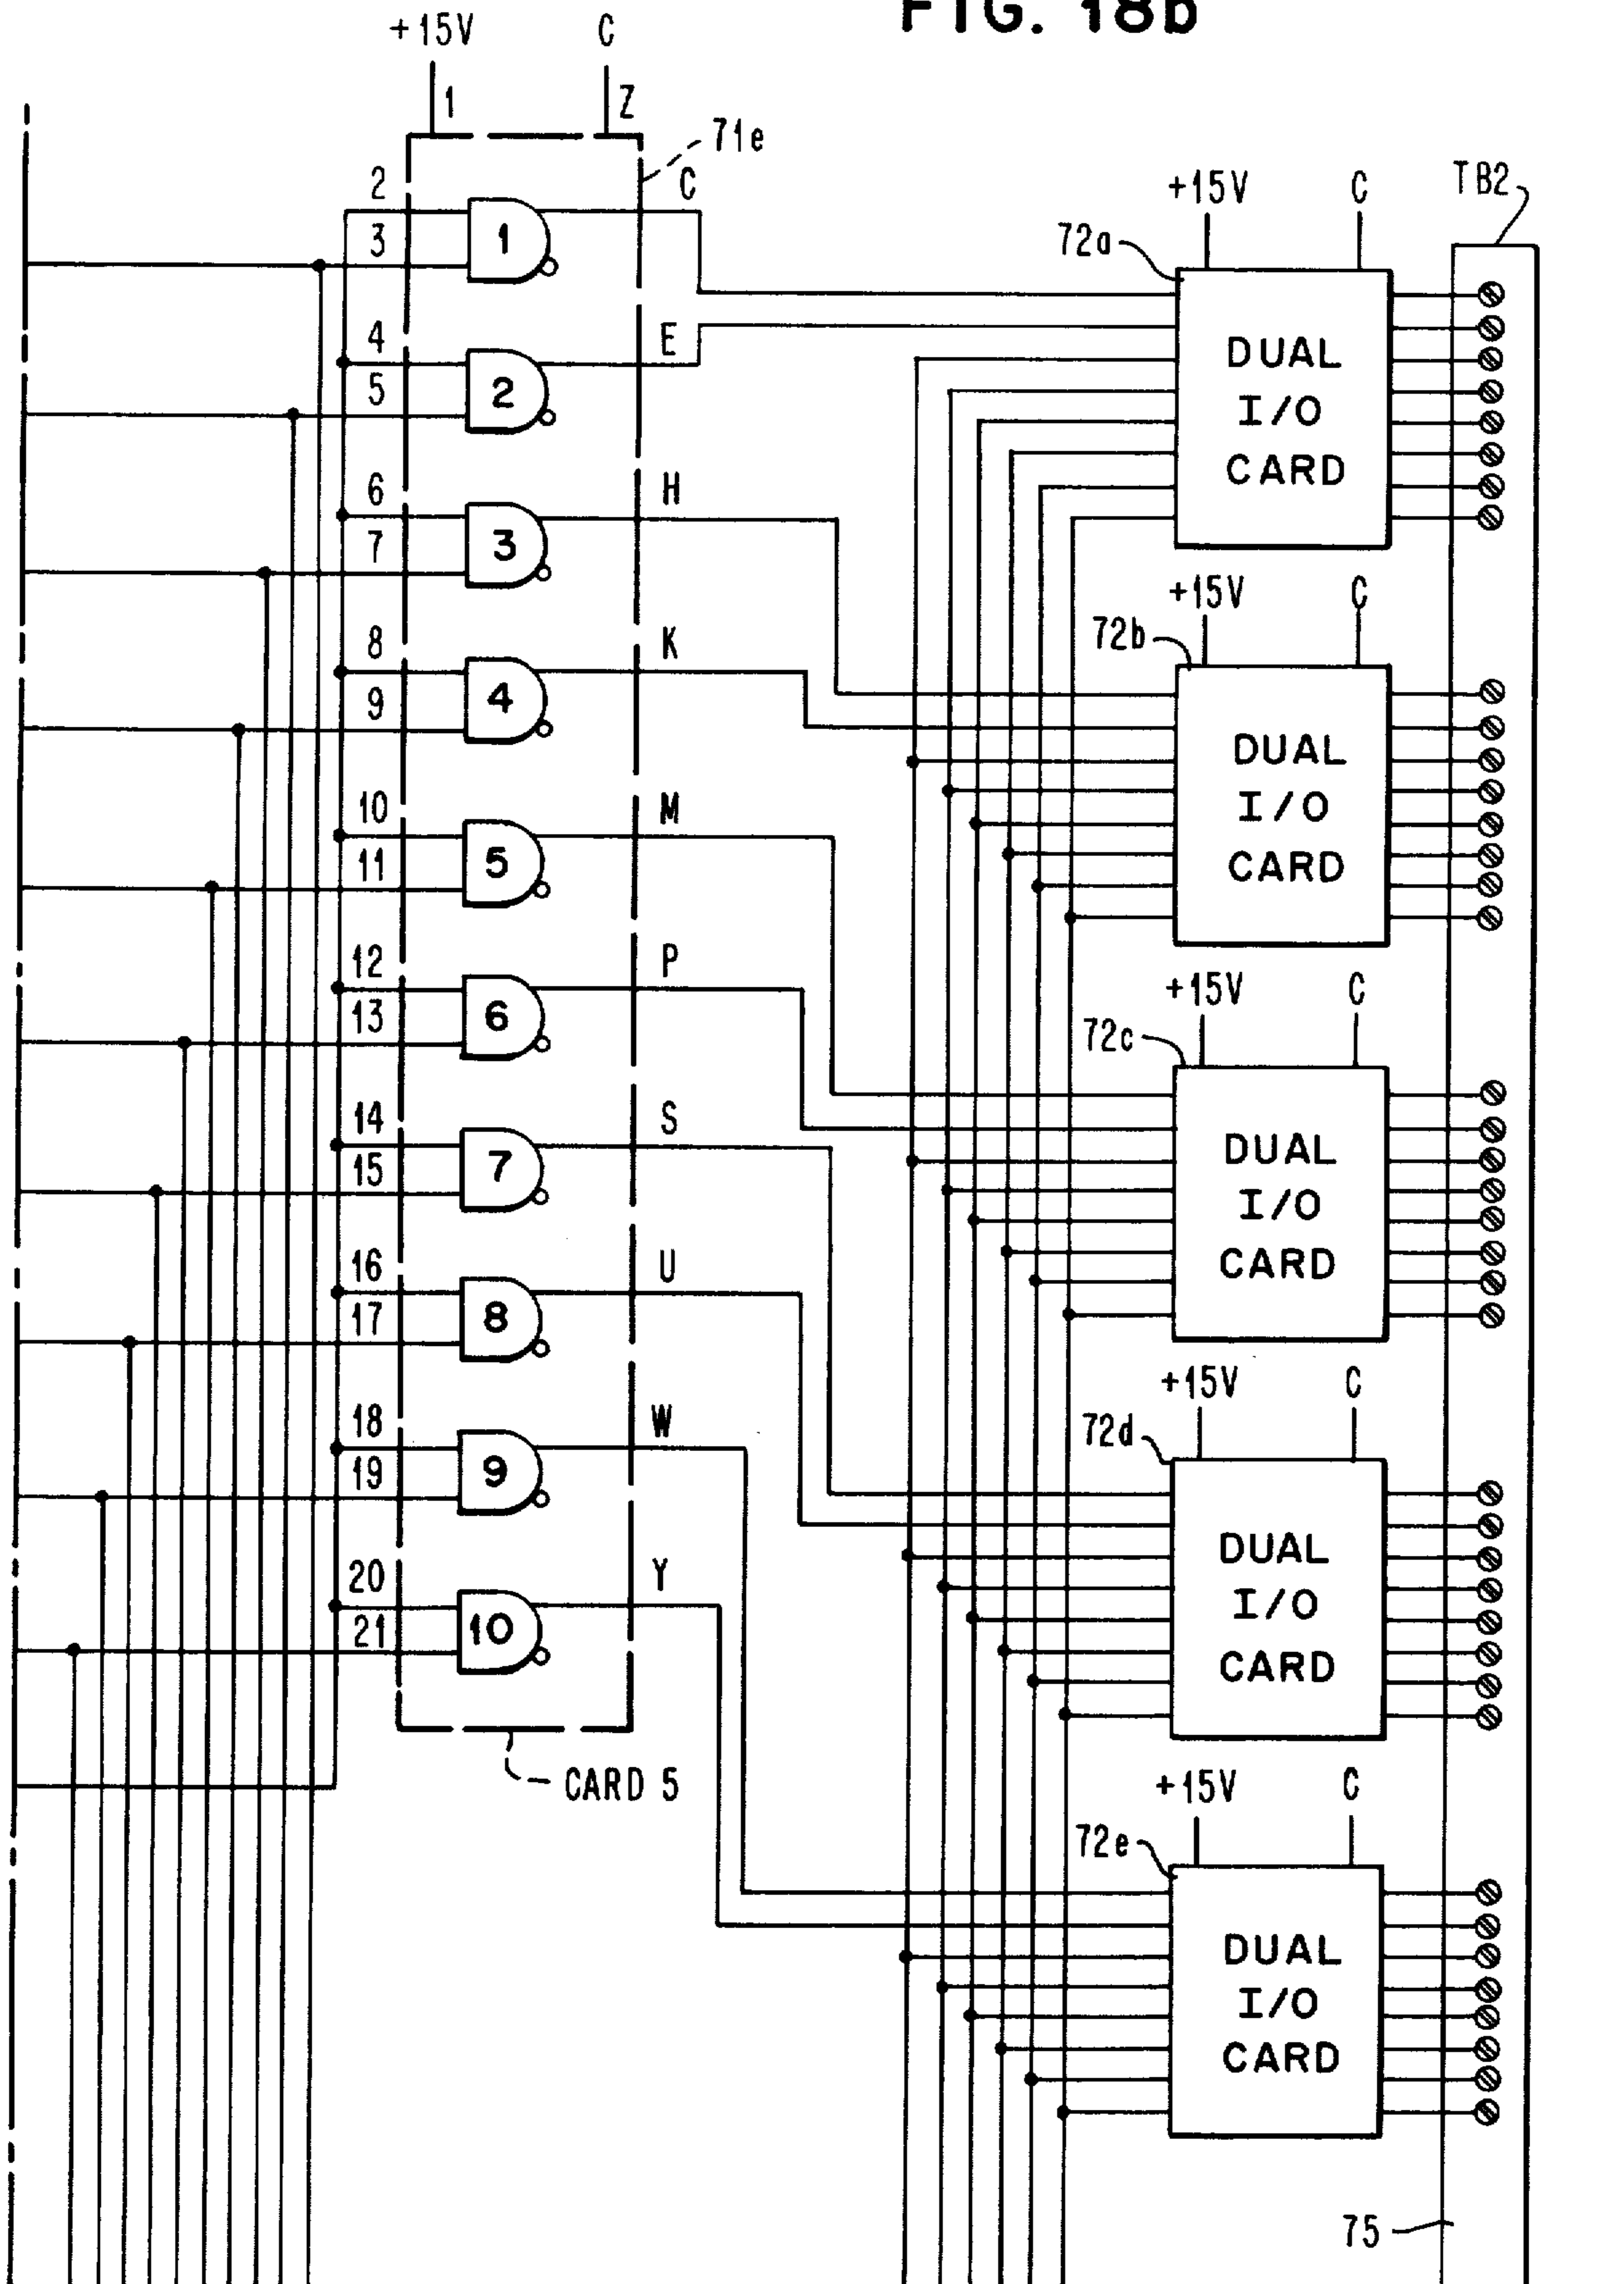 FIG. 18b
+15V C
1 Z
71e
2 C
3 1
4 E
5 2
6 H
7 3
8 K
9 4
10 M
11 5
12 P
13 6
14 S
15 7
16 U
17 8
18 W
19 9
20 Y
21 10
CARD 5
+15V C TB2
72a
DUAL
I/O
CARD
+15V C
72b
DUAL
I/O
CARD
+15V C
72c
DUAL
I/O
CARD
+15V C
72d
DUAL
I/O
CARD
+15V C
72e
DUAL
I/O
CARD
75